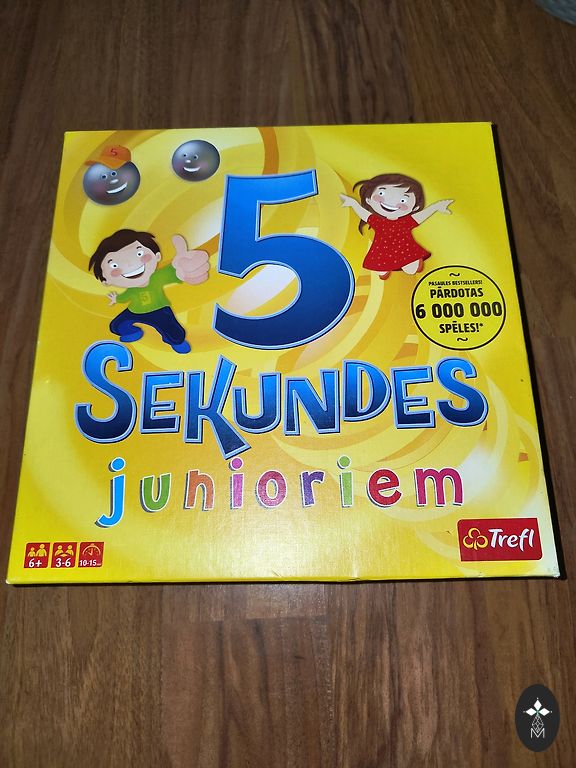 5
5
SEKUNDES
junioriem
PASAULES BESTSELLERS!
PĀRDOTAS
6 000 000
SPĒLES!*
6+
3-6
10-15
Trefl
M